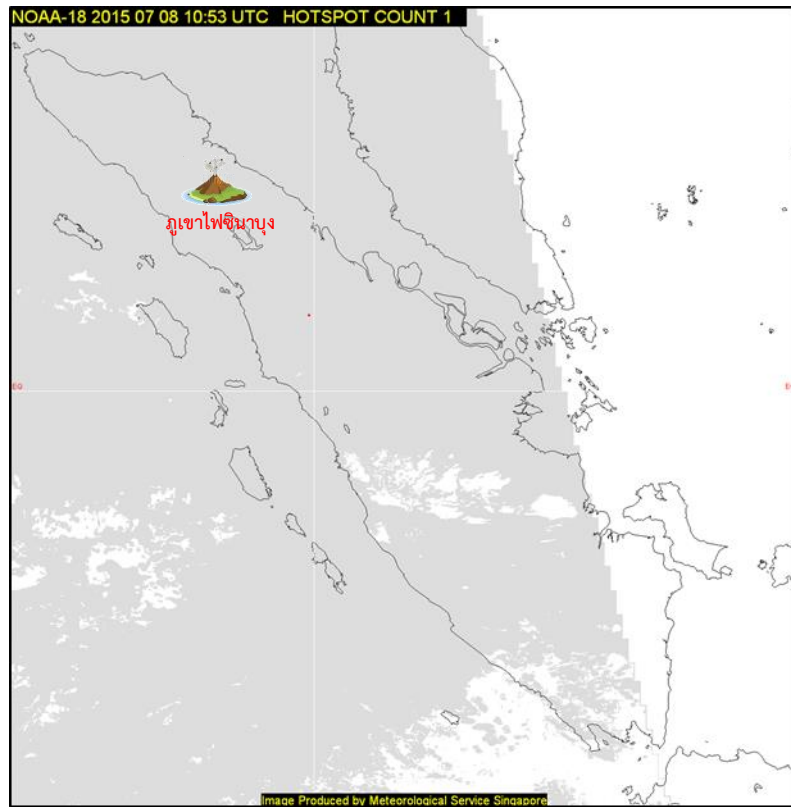 NOAA-18 2015 07 08 10:53 UTC HOTSPOT COUNT 1
ภูเขาไฟซินาบุง
EQ
Image Produced by Meteorological Service Singapore